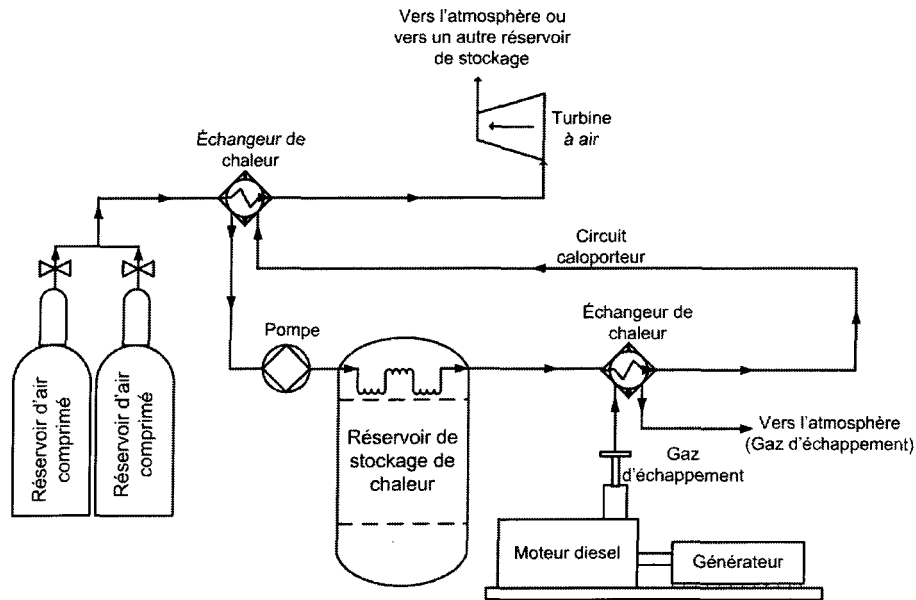 Vers l'atmosphère ou
vers un autre réservoir
de stockage
Turbine
à air
Échangeur de
chaleur
Circuit
caloporteur
Échangeur de
chaleur
Pompe
Réservoir d'air
comprimé
Réservoir d'air
comprimé
Réservoir de
stockage de
chaleur
Vers l'atmosphère
(Gaz d'échappement)
Gaz
d'échappement
Moteur diesel
Générateur